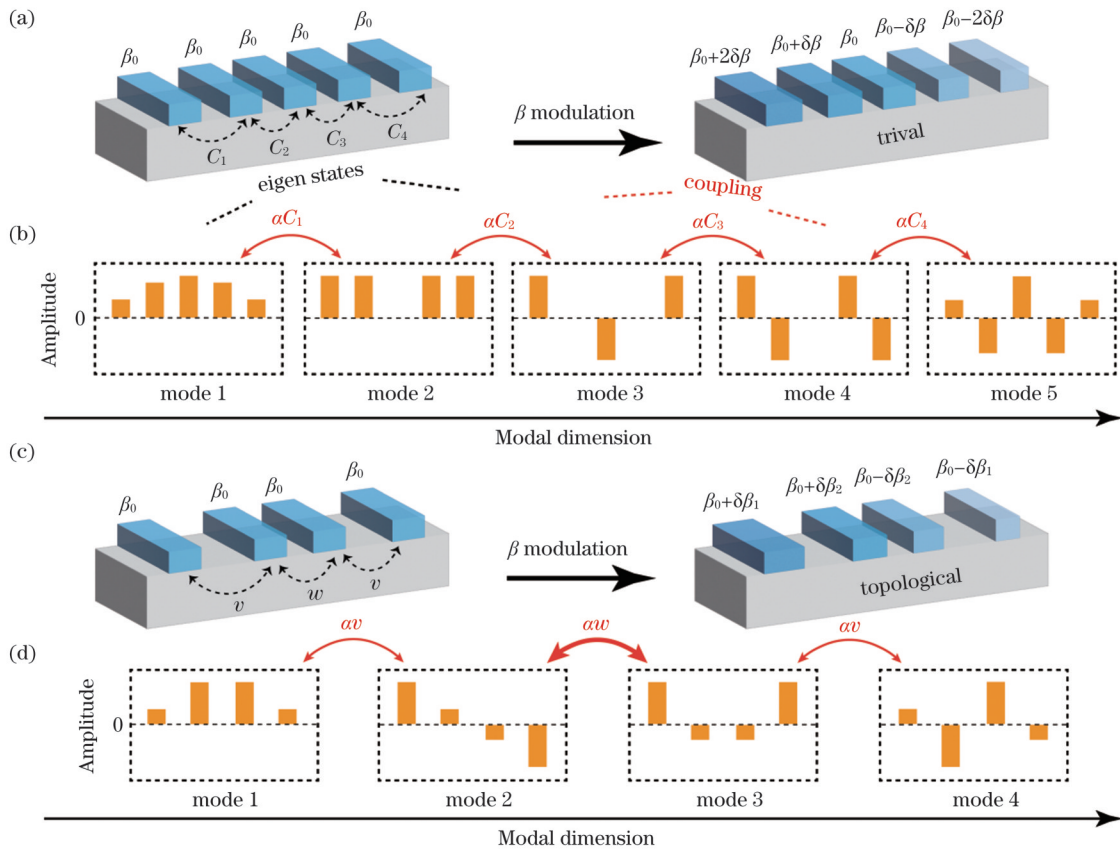 (a)
β₀ β₀ β₀ β₀ β₀
β₀+2δβ β₀+δβ β₀ β₀−δβ β₀−2δβ
C₁ C₂ C₃ C₄
β modulation
trival
eigen states
coupling
(b)
αC₁ αC₂ αC₃ αC₄
Amplitude
0
mode 1 mode 2 mode 3 mode 4 mode 5
Modal dimension
(c)
β₀ β₀ β₀ β₀
β₀+δβ₁ β₀+δβ₂ β₀−δβ₂ β₀−δβ₁
v w v
β modulation
topological
(d)
αv αw αv
Amplitude
0
mode 1 mode 2 mode 3 mode 4
Modal dimension